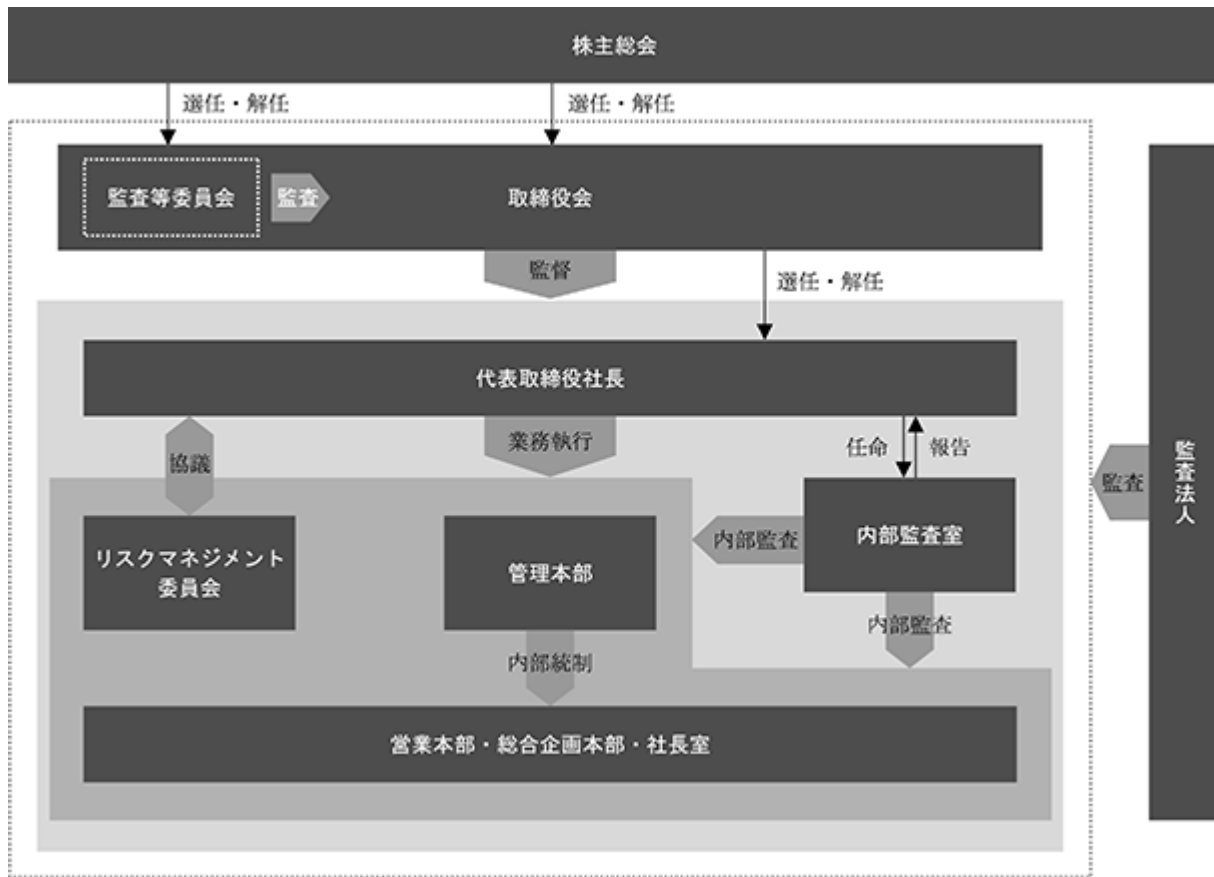 株主総会
選任・解任
選任・解任
監査等委員会
監査
取締役会
監督
選任・解任
代表取締役社長
協議
業務執行
任命
報告
監査
監査法人
リスクマネジメント
委員会
管理本部
内部監査
内部監査室
内部監査
内部統制
営業本部・総合企画本部・社長室